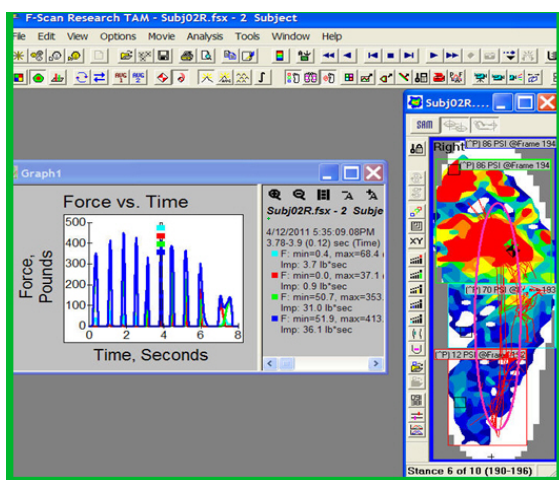 F-Scan Research TAM - Subj02R.fsx - 2 Subject
File Edit View Options Movie Analysis Tools Window Help
Subj02R....
SAM
Graph1
Right
(^P) 86 PSI @Frame 194
(^P) 86 PSI @Frame 194
Force vs. Time
Subj02R.fsx - 2 Subje
4/12/2011 5:35:09.08PM
3.78-3.9 (0.12) sec (Time)
F: min=0.4, max=68.4
Imp: 3.7 lb*sec
F: min=0.0, max=37.1
Imp: 0.9 lb*sec
F: min=50.7, max=353.
Imp: 31.0 lb*sec
F: min=51.9, max=413.
Imp: 36.1 lb*sec
500
400
300
200
100
0
Force,
Pounds
0 2 4 6 8
Time, Seconds
XY
(^P) 70 PSI
193
(^P) 12 PSI @Frame 192
Stance 6 of 10 (190-196)